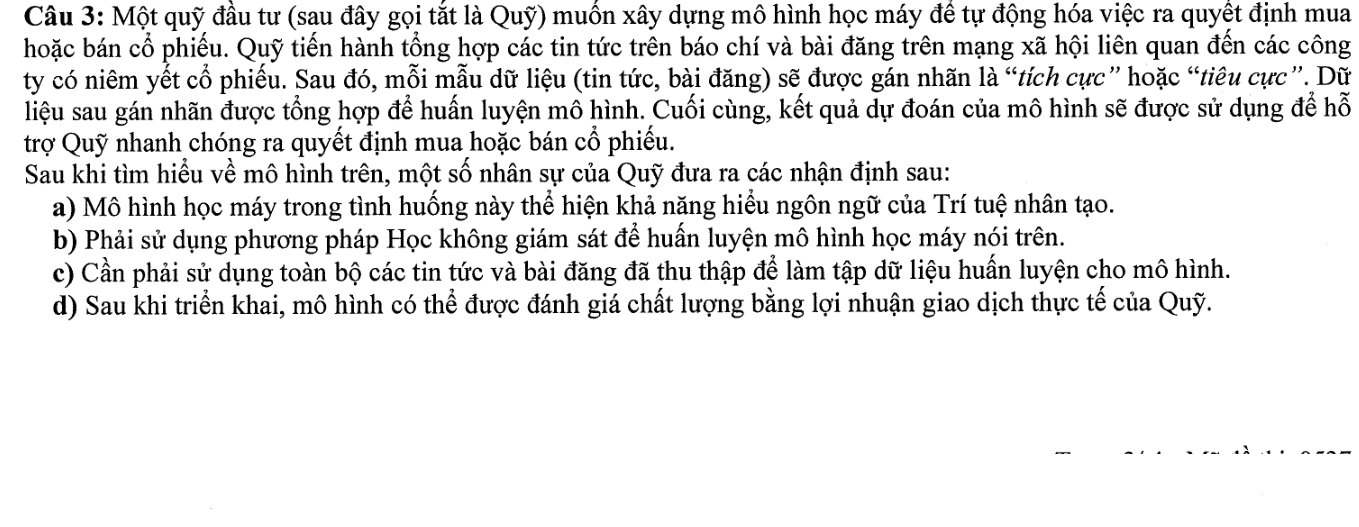 Câu 3: Một quỹ đầu tư (sau đây gọi tắt là Quỹ) muốn xây dựng mô hình học máy để tự động hóa việc ra quyết định mua
hoặc bán cổ phiếu. Quỹ tiến hành tổng hợp các tin tức trên báo chí và bài đăng trên mạng xã hội liên quan đến các công
ty có niêm yết cổ phiếu. Sau đó, mỗi mẫu dữ liệu (tin tức, bài đăng) sẽ được gán nhãn là “tích cực” hoặc “tiêu cực”. Dữ
liệu sau gán nhãn được tổng hợp để huấn luyện mô hình. Cuối cùng, kết quả dự đoán của mô hình sẽ được sử dụng để hỗ
trợ Quỹ nhanh chóng ra quyết định mua hoặc bán cổ phiếu.
Sau khi tìm hiểu về mô hình trên, một số nhân sự của Quỹ đưa ra các nhận định sau:
a) Mô hình học máy trong tình huống này thể hiện khả năng hiểu ngôn ngữ của Trí tuệ nhân tạo.
b) Phải sử dụng phương pháp Học không giám sát để huấn luyện mô hình học máy nói trên.
c) Cần phải sử dụng toàn bộ các tin tức và bài đăng đã thu thập để làm tập dữ liệu huấn luyện cho mô hình.
d) Sau khi triển khai, mô hình có thể được đánh giá chất lượng bằng lợi nhuận giao dịch thực tế của Quỹ.